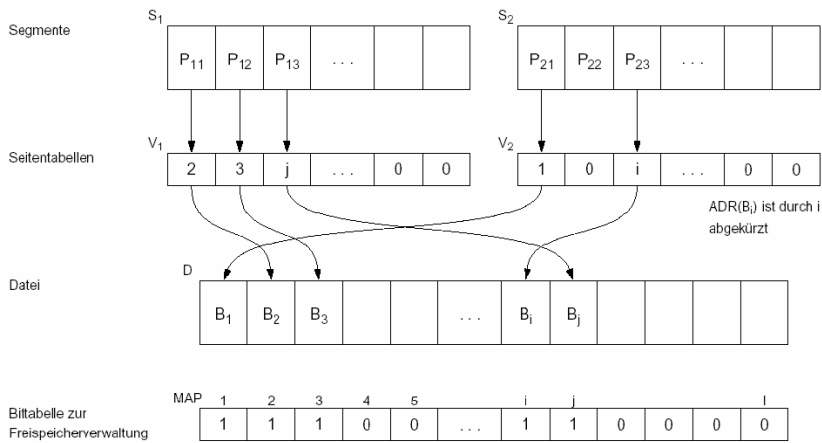 S1 S2
Segmente
P11 P12 P13 . . . P21 P22 P23 . . .
V1 V2
Seitentabellen 2 3 j . . . 0 0 1 0 i . . . 0 0
ADR(Bi) ist durch i
abgekürzt
D
Datei
B1 B2 B3 . . . Bi Bj
MAP 1 2 3 4 5 i j l
Bittabelle zur
Freispeicherverwaltung
1 1 1 0 0 . . . 1 1 0 0 0 0